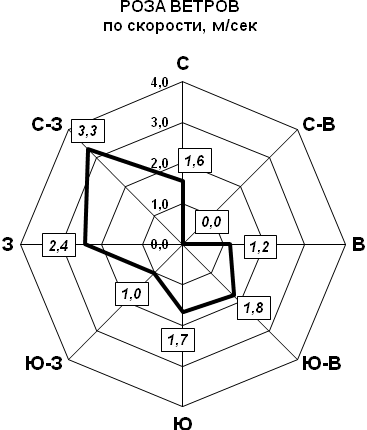 РОЗА ВЕТРОВ
по скорости, м/сек
С
4,0
С-З
С-В
3,3
3,0
2,0
1,6
1,0
0,0
З
2,4
0,0
1,2
В
1,0
1,8
1,7
Ю-З
Ю-В
Ю